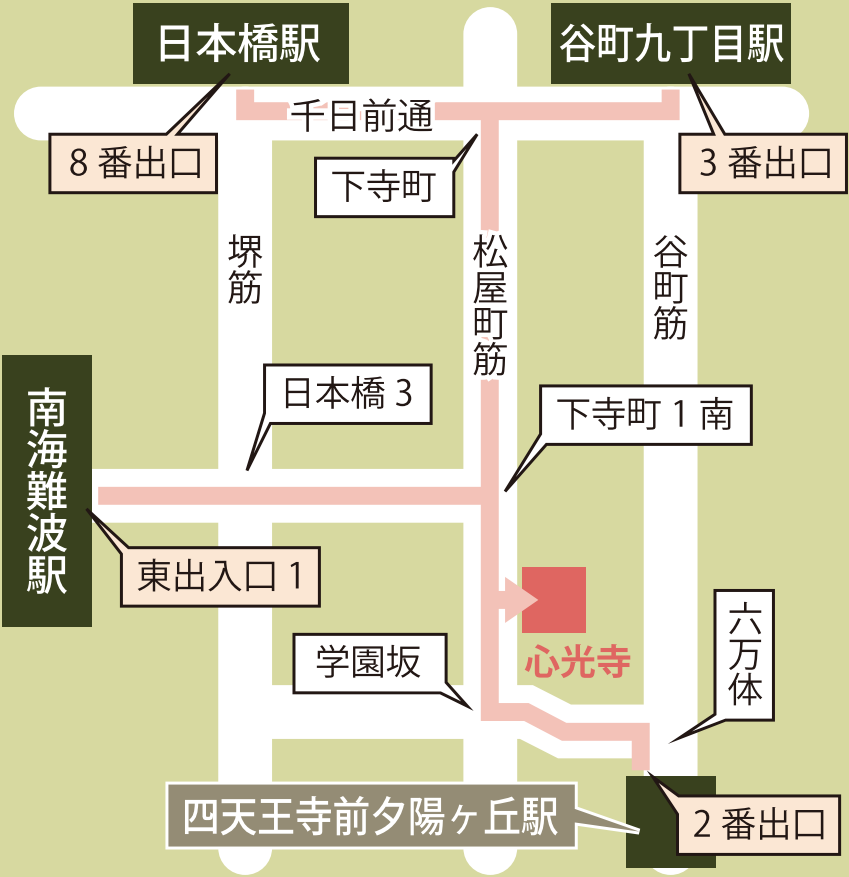 日本橋駅
谷町九丁目駅
千日前通
8番出口
3番出口
下寺町
堺筋
松屋町筋
谷町筋
日本橋3
南海難波駅
下寺町1南
東出入口1
心光寺
六万体
学園坂
四天王寺前夕陽ヶ丘駅
2番出口